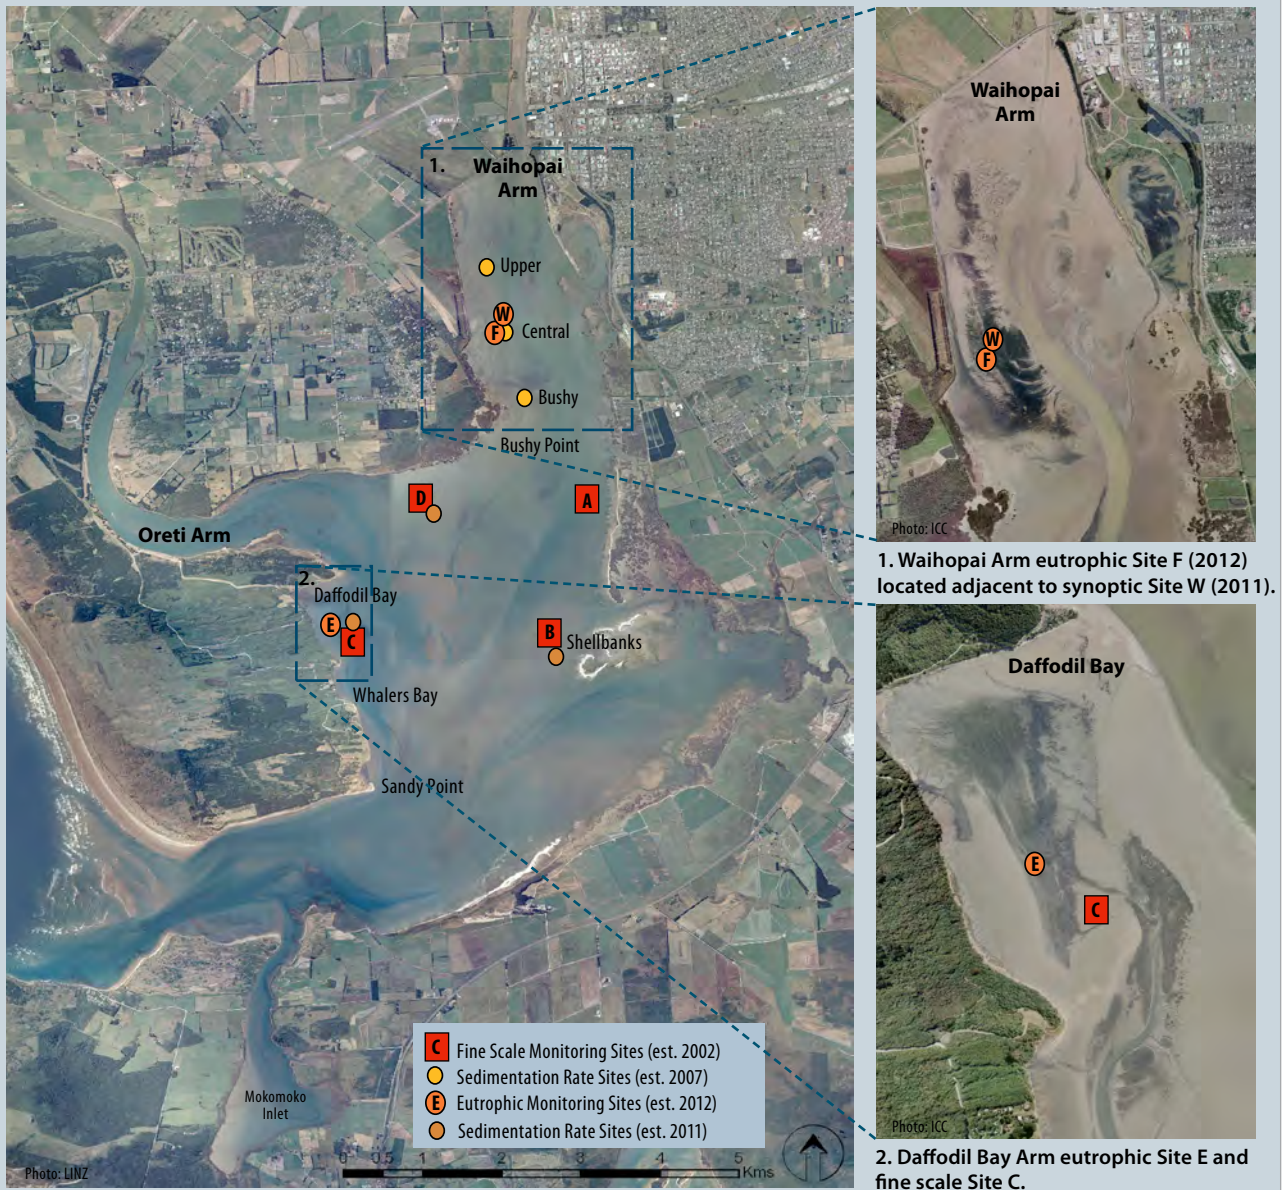 1.
Waihopai
Arm
Upper
W
F
Central
Bushy
Bushy Point
D
A
Oreti Arm
2.
Daffodil Bay
E
C
B
Shellbanks
Whalers Bay
Sandy Point
Mokomoko
Inlet
C Fine Scale Monitoring Sites (est. 2002)
Sedimentation Rate Sites (est. 2007)
E Eutrophic Monitoring Sites (est. 2012)
Sedimentation Rate Sites (est. 2011)
0 0.5 1 2 3 4 5
Kms
Photo: LINZ
Waihopai
Arm
W
F
Photo: ICC
1. Waihopai Arm eutrophic Site F (2012)
located adjacent to synoptic Site W (2011).
Daffodil Bay
E
C
Photo: ICC
2. Daffodil Bay Arm eutrophic Site E and
fine scale Site C.